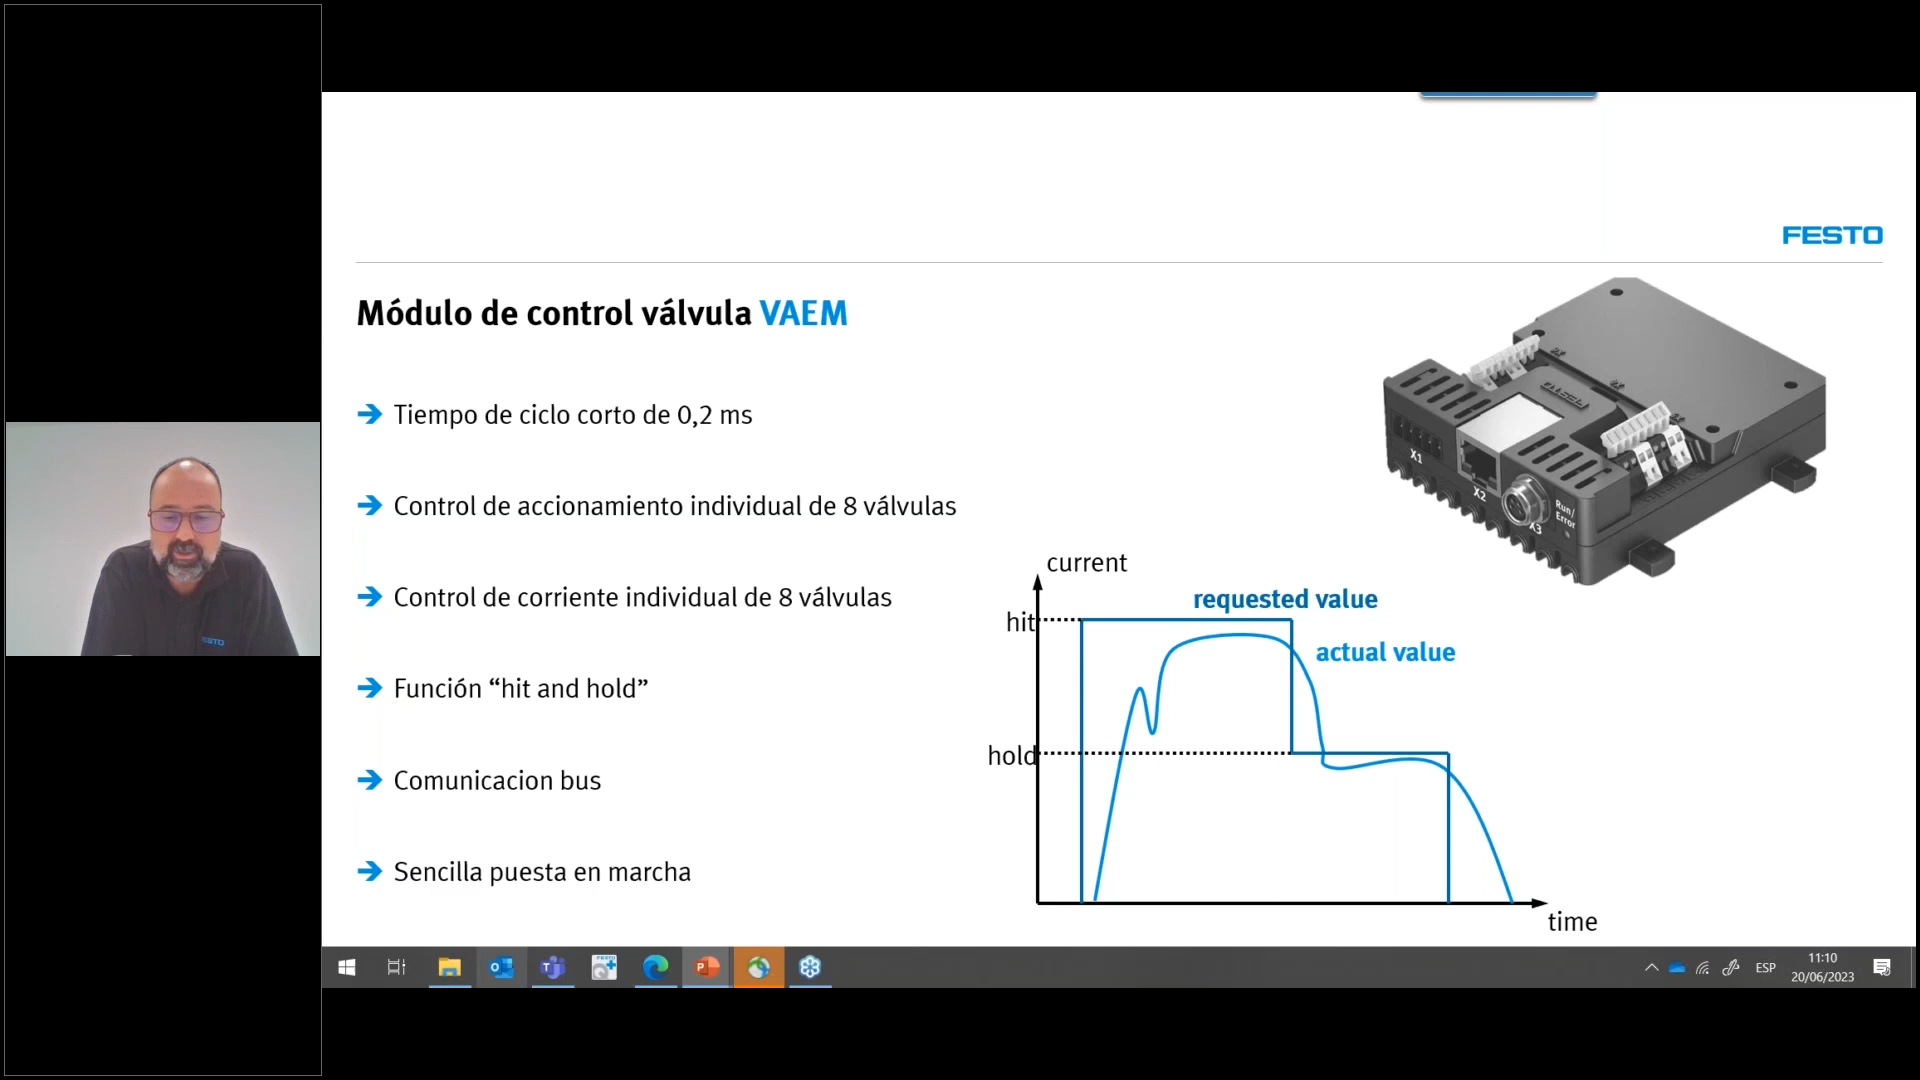 FESTO
Módulo de control válvula VAEM
Tiempo de ciclo corto de 0,2 ms
Control de accionamiento individual de 8 válvulas
Control de corriente individual de 8 válvulas
Función “hit and hold”
Comunicacion bus
Sencilla puesta en marcha
FESTO
X1
X2
X3
Run/
Error
current
hit
requested value
actual value
hold
time
FESTO
ESP
11:10
20/06/2023